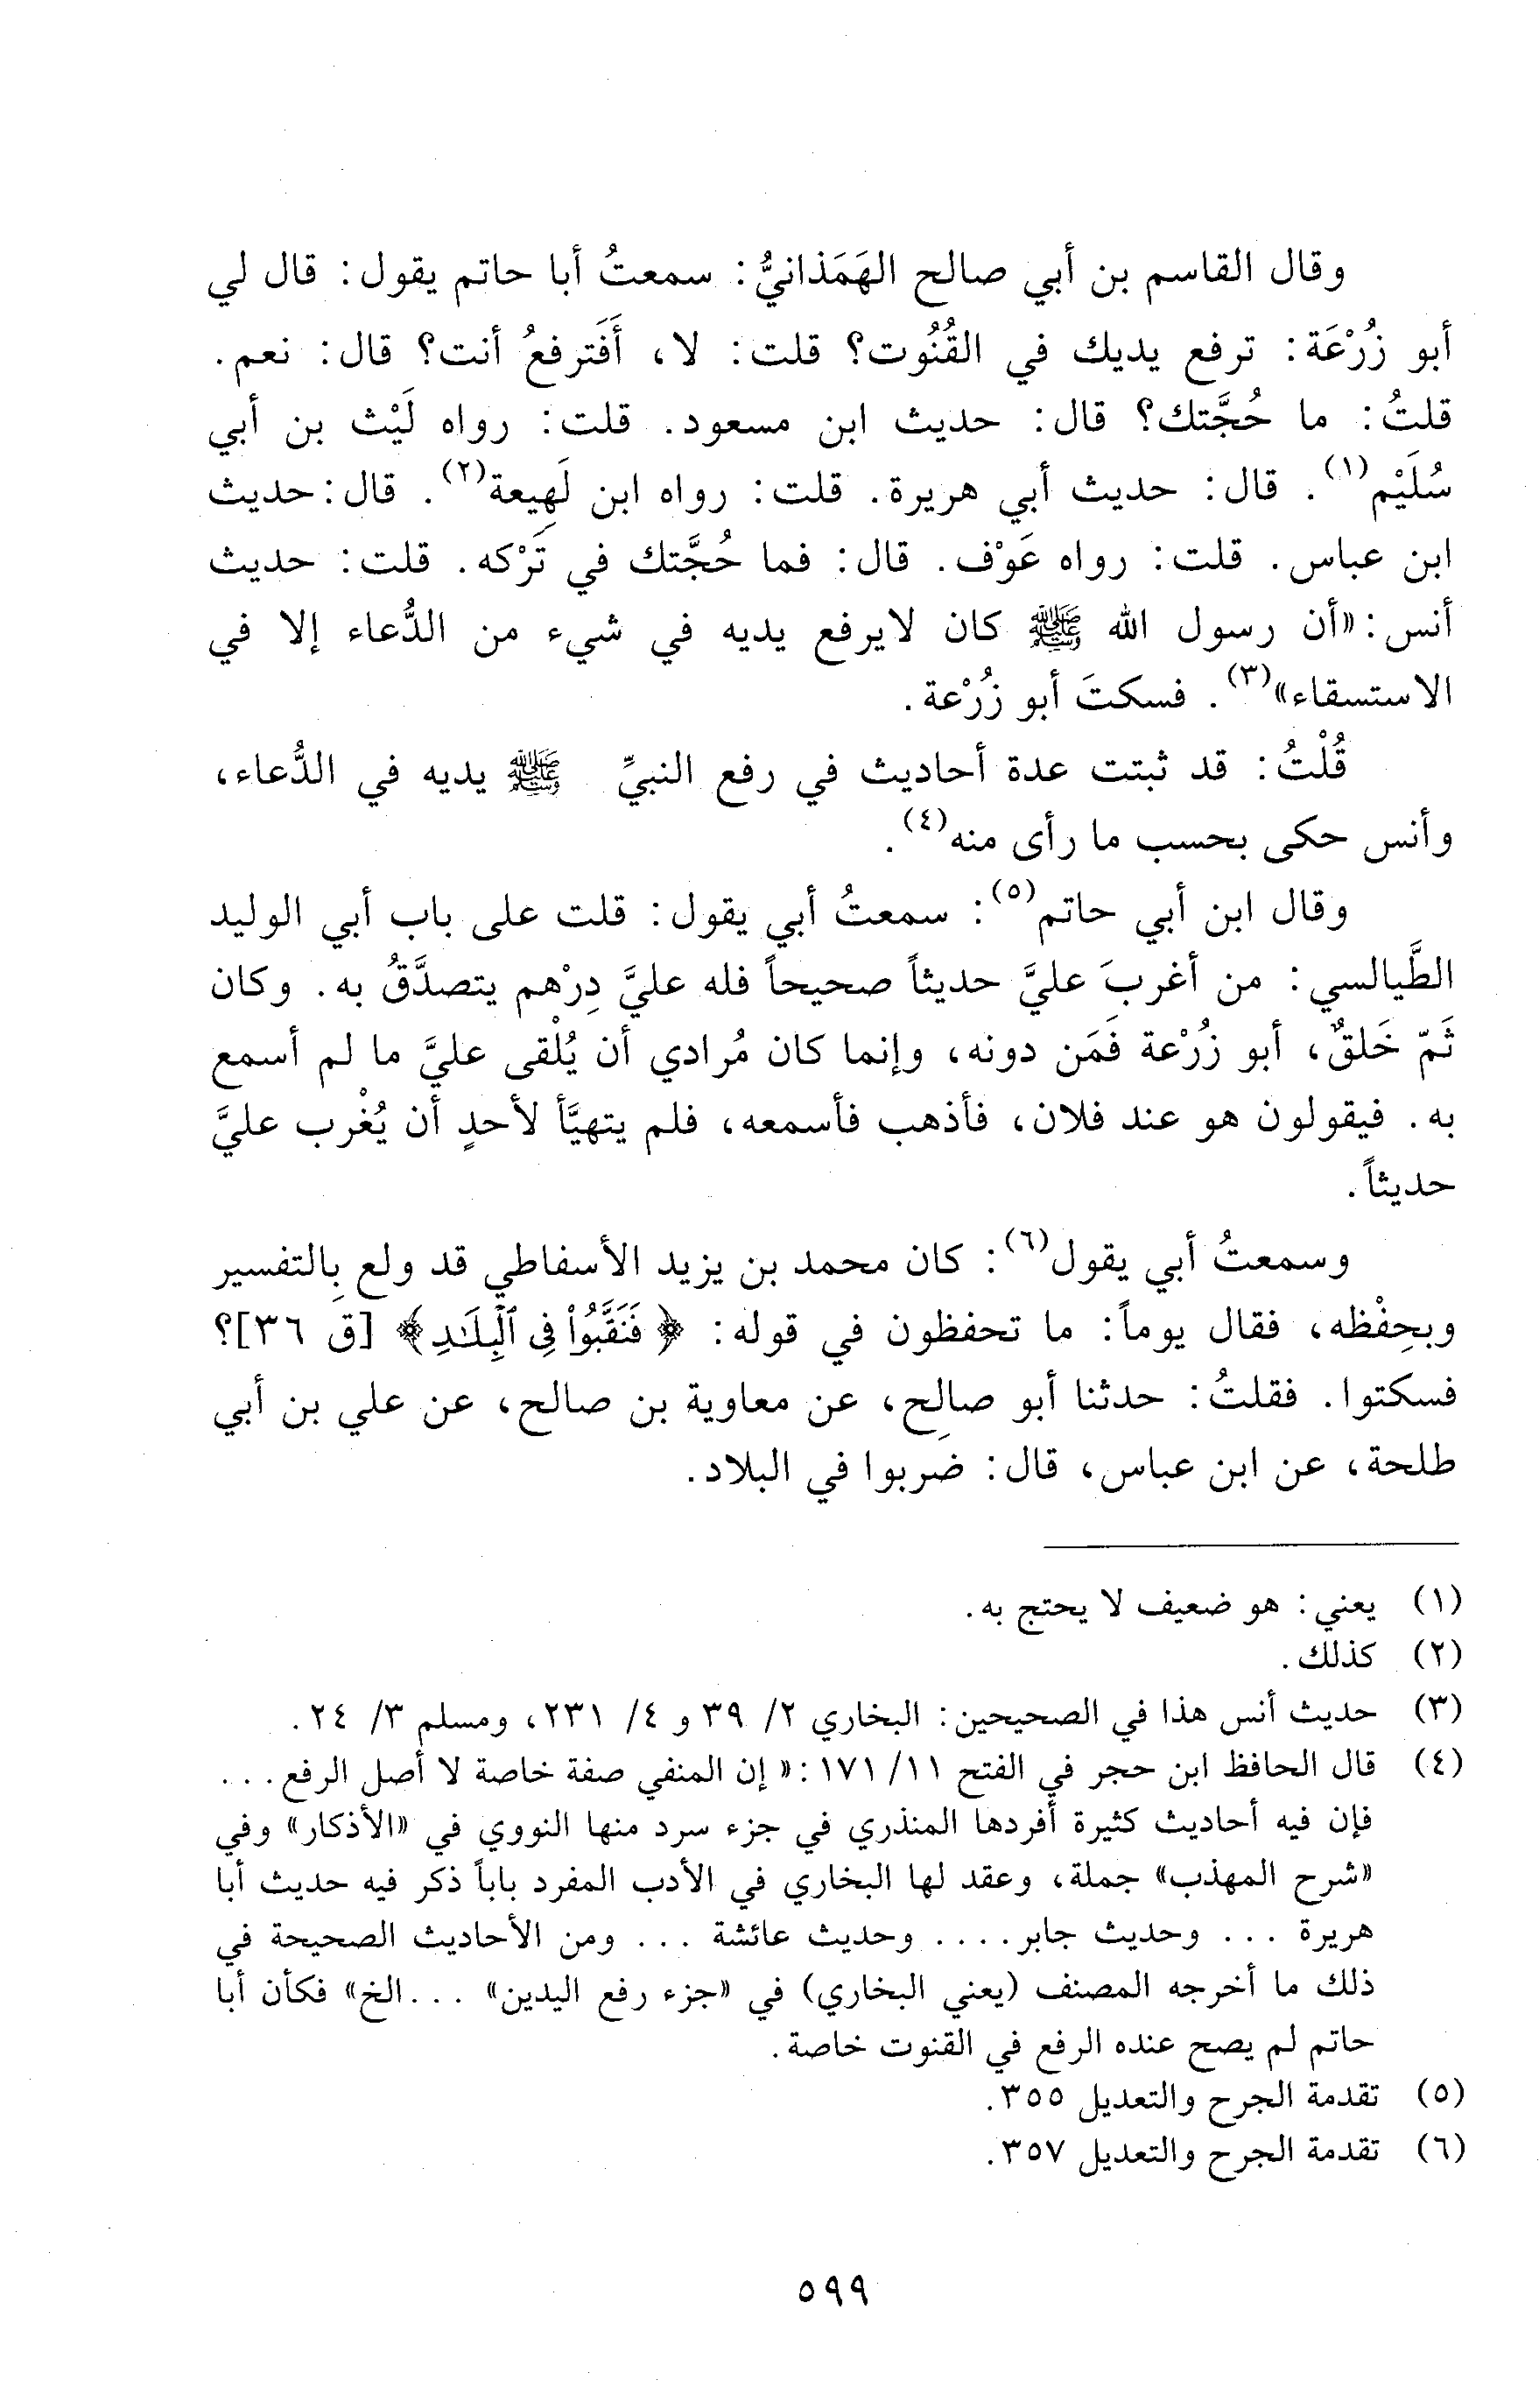 وقال القاسم بن أبي صالح الهَمَذانيُّ: سمعتُ أبا حاتم يقول: قال لي
أبو زُرْعَة: ترفع يديك في القُنُوت؟ قلت: لا، أَفَترفعُ أنت؟ قال: نعم.
قلتُ: ما حُجَّتك؟ قال: حديث ابن مسعود. قلت: رواه لَيْث بن أبي
سُلَيْم(١). قال: حديث أبي هريرة. قلت: رواه ابن لَهِيعة(٢). قال: حديث
ابن عباس. قلت: رواه عَوْف. قال: فما حُجَّتك في تَرْكه. قلت: حديث
أنس: «أن رسول الله ﷺ كان لايرفع يديه في شيء من الدُّعاء إلا في
الاستسقاء»(٣). فسكتَ أبو زُرْعة.
قُلْتُ: قد ثبتت عدة أحاديث في رفع النبيِّ ﷺ يديه في الدُّعاء،
وأنس حكى بحسب ما رأى منه(٤).
وقال ابن أبي حاتم(٥): سمعتُ أبي يقول: قلت على باب أبي الوليد
الطَّيالسي: من أغربَ عليَّ حديثاً صحيحاً فله عليَّ دِرْهم يتصدَّقُ به. وكان
ثَمّ خَلقٌ، أبو زُرْعة فَمَن دونه، وإنما كان مُرادي أن يُلْقى عليَّ ما لم أسمع
به. فيقولون هو عند فلان، فأذهب فأسمعه، فلم يتهيَّأ لأحدٍ أن يُغْرب عليَّ
حديثاً.
وسمعتُ أبي يقول(٦): كان محمد بن يزيد الأسفاطي قد ولع بِالتفسير
وبحِفْظه، فقال يوماً: ما تحفظون في قوله: ﴿فَنَقَّبُوا۟ فِى ٱلْبِلَـٰدِ﴾ [ق ٣٦]؟
فسكتوا. فقلتُ: حدثنا أبو صالِح، عن معاوية بن صالح، عن علي بن أبي
طلحة، عن ابن عباس، قال: ضربوا في البلاد.
(١) يعني: هو ضعيف لا يحتج به.
(٢) كذلك.
(٣) حديث أنس هذا في الصحيحين: البخاري ٢/ ٣٩ و ٤/ ٢٣١، ومسلم ٣/ ٢٤.
(٤) قال الحافظ ابن حجر في الفتح ١١/ ١٧١: « إن المنفي صفة خاصة لا أصل الرفع...
فإن فيه أحاديث كثيرة أفردها المنذري في جزء سرد منها النووي في «الأذكار» وفي
«شرح المهذب» جملة، وعقد لها البخاري في الأدب المفرد باباً ذكر فيه حديث أبا
هريرة ... وحديث جابر.... وحديث عائشة ... ومن الأحاديث الصحيحة في
ذلك ما أخرجه المصنف (يعني البخاري) في «جزء رفع اليدين» ...الخ» فكأن أبا
حاتم لم يصح عنده الرفع في القنوت خاصة.
(٥) تقدمة الجرح والتعديل ٣٥٥.
(٦) تقدمة الجرح والتعديل ٣٥٧.
٥٩٩